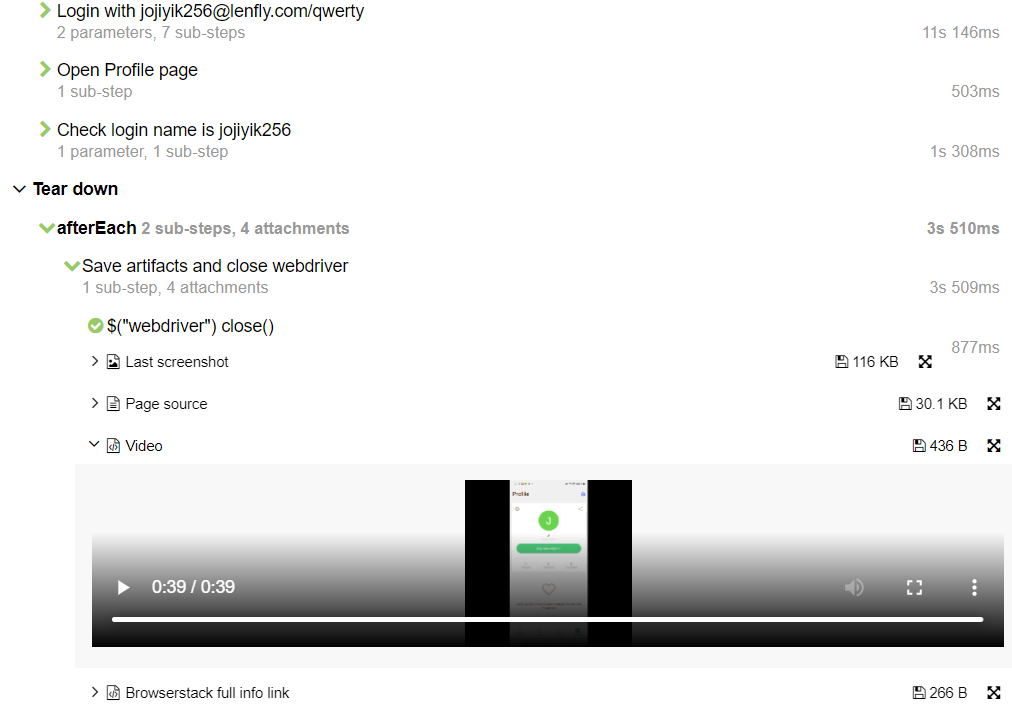 Login with jojiyik256@lenfly.com/qwerty
2 parameters, 7 sub-steps 11s 146ms
Open Profile page
1 sub-step 503ms
Check login name is jojiyik256
1 parameter, 1 sub-step 1s 308ms
Tear down
afterEach 2 sub-steps, 4 attachments 3s 510ms
Save artifacts and close webdriver
1 sub-step, 4 attachments 3s 509ms
$("webdriver") close()
877ms
Last screenshot 116 KB
Page source 30.1 KB
Video 436 B
Profile
J
0:39 / 0:39
Browserstack full info link 266 B